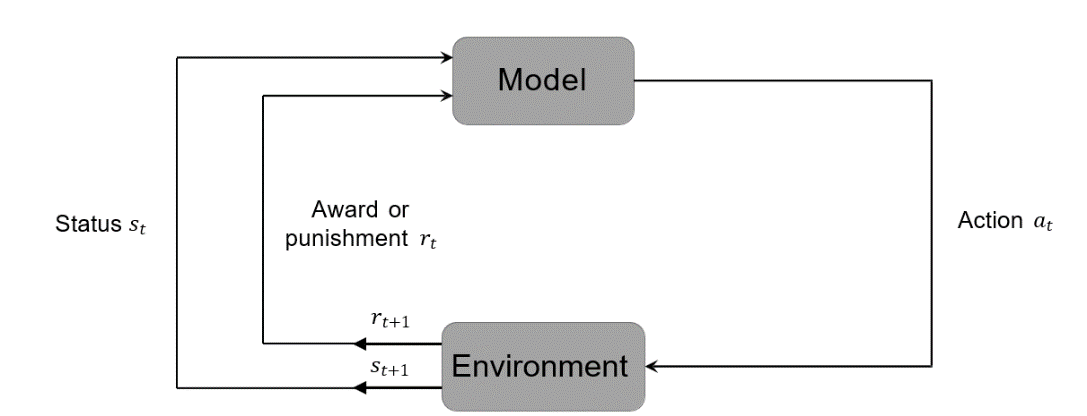 Model
Award or
punishment r_t
Status s_t
Action a_t
r_{t+1}
s_{t+1}
Environment